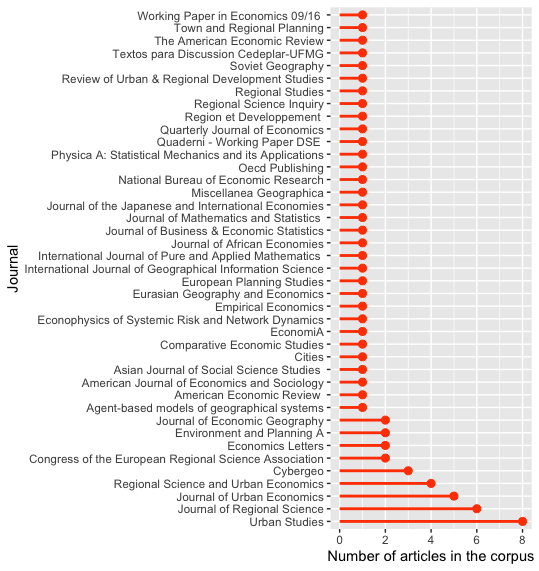 Working Paper in Economics 09/16
Town and Regional Planning
The American Economic Review
Textos para Discussion Cedeplar-UFMG
Soviet Geography
Review of Urban & Regional Development Studies
Regional Studies
Regional Science Inquiry
Region et Developpement
Quarterly Journal of Economics
Quaderni - Working Paper DSE
Physica A: Statistical Mechanics and its Applications
Oecd Publishing
National Bureau of Economic Research
Miscellanea Geographica
Journal of the Japanese and International Economies
Journal of Mathematics and Statistics
Journal of Business & Economic Statistics
Journal of African Economies
International Journal of Pure and Applied Mathematics
International Journal of Geographical Information Science
European Planning Studies
Eurasian Geography and Economics
Empirical Economics
Econophysics of Systemic Risk and Network Dynamics
EconomiA
Comparative Economic Studies
Cities
Asian Journal of Social Science Studies
American Journal of Economics and Sociology
American Economic Review
Agent-based models of geographical systems
Journal of Economic Geography
Environment and Planning A
Economics Letters
Congress of the European Regional Science Association
Cybergeo
Regional Science and Urban Economics
Journal of Urban Economics
Journal of Regional Science
Urban Studies
Journal
0 2 4 6 8
Number of articles in the corpus